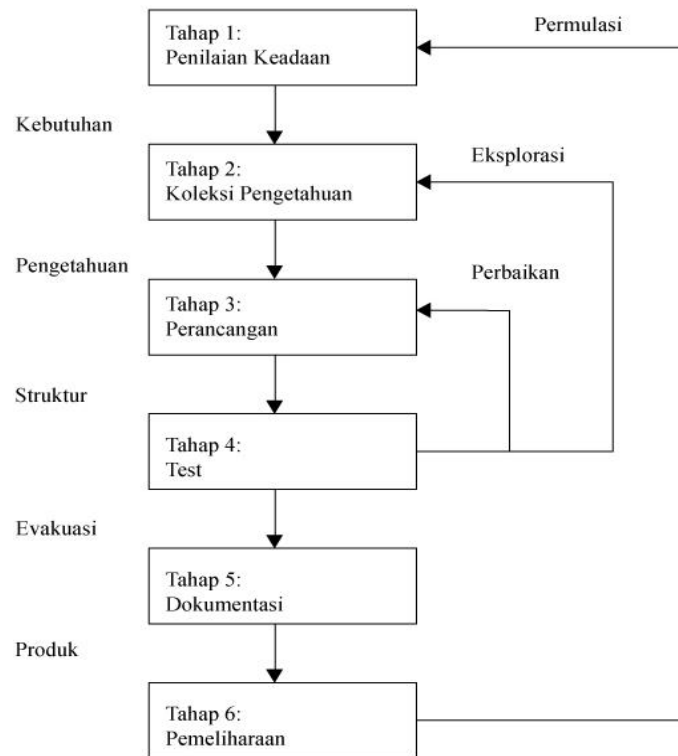 Tahap 1:
Penilaian Keadaan
Permulasi
Kebutuhan
Tahap 2:
Koleksi Pengetahuan
Eksplorasi
Pengetahuan
Tahap 3:
Perancangan
Perbaikan
Struktur
Tahap 4:
Test
Evakuasi
Tahap 5:
Dokumentasi
Produk
Tahap 6:
Pemeliharaan